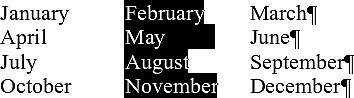 January February March¶
April May June¶
July August September¶
October November December¶